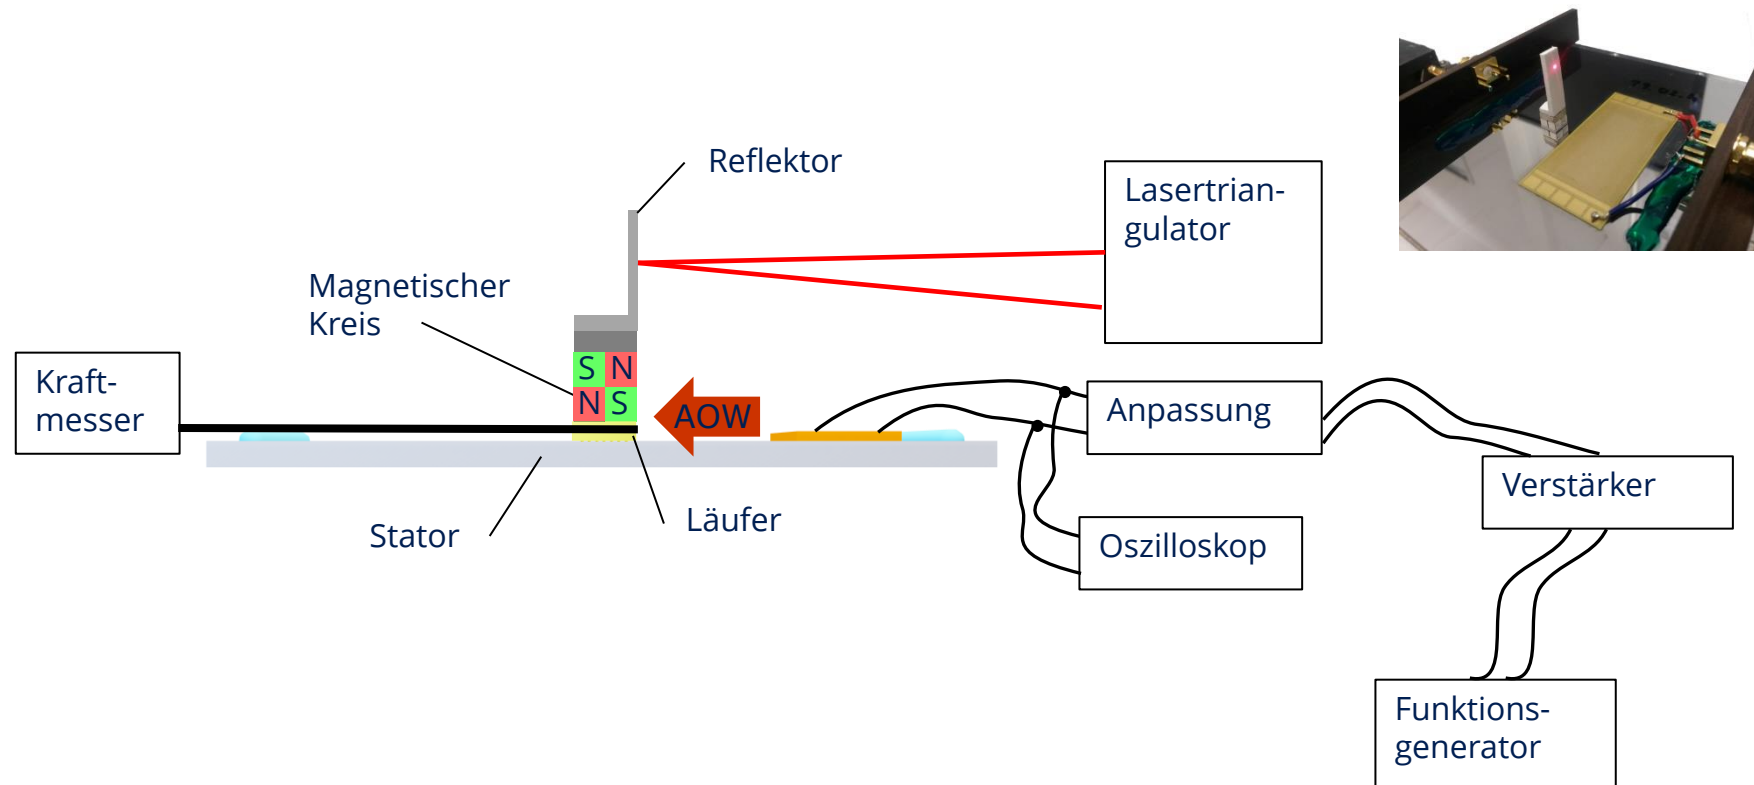 Reflektor
Lasertrian-
gulator
Magnetischer
Kreis
S N
N S
Kraft-
messer
AOW
Anpassung
Verstärker
Stator
Läufer
Oszilloskop
Funktions-
generator